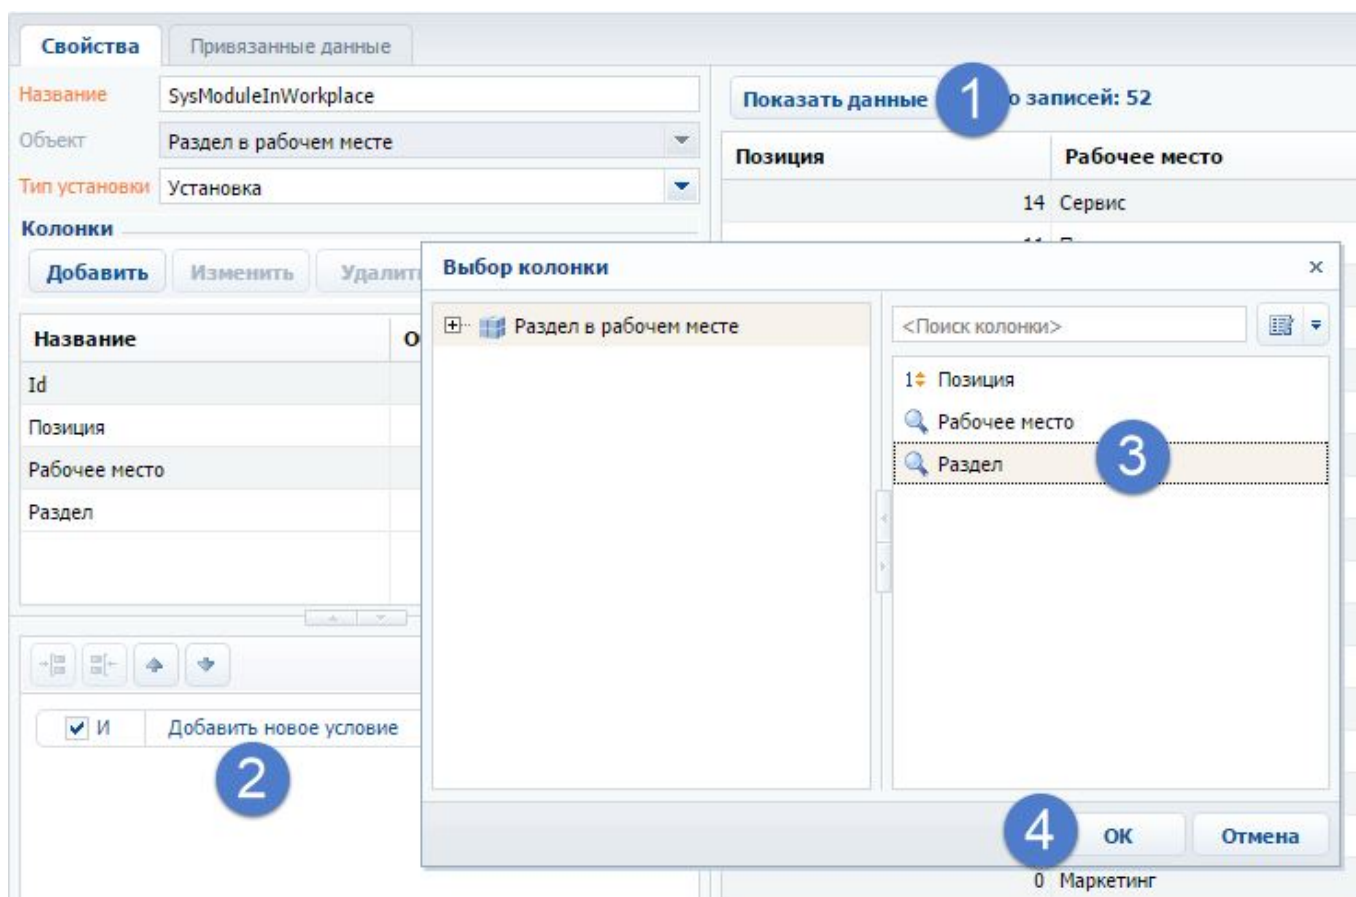 Свойства
Привязанные данные
Название
SysModuleInWorkplace
Объект
Раздел в рабочем месте
Тип установки
Установка
Колонки
Добавить
Изменить
Название
Id
Позиция
Рабочее место
Раздел
И
Добавить новое условие
2
Показать данные
1
о записей: 52
Позиция
Рабочее место
14 Сервис
Выбор колонки
Раздел в рабочем месте
<Поиск колонки>
Позиция
Рабочее место
Раздел
3
4
ОК
Отмена
0 Маркетинг